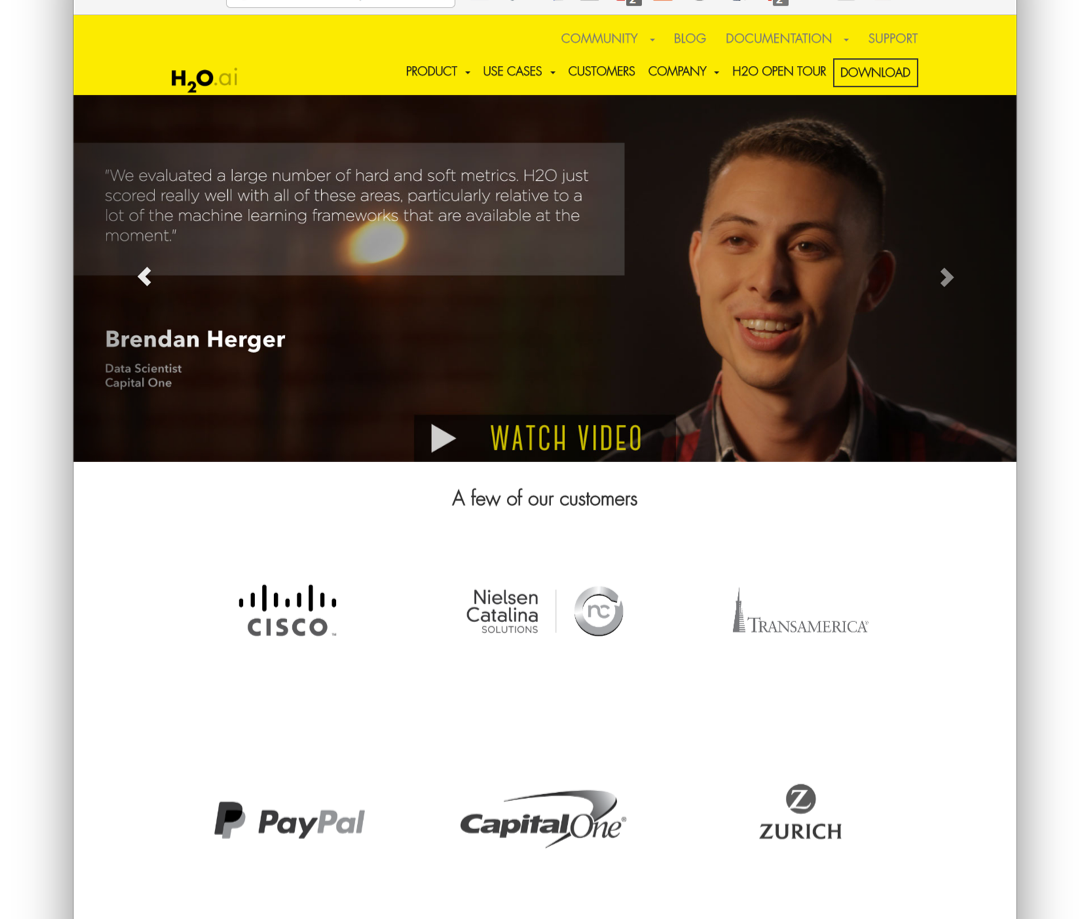 COMMUNITY BLOG DOCUMENTATION SUPPORT
H2O.ai
PRODUCT USE CASES CUSTOMERS COMPANY H2O OPEN TOUR DOWNLOAD
"We evaluated a large number of hard and soft metrics. H2O just
scored really well with all of these areas, particularly relative to a
lot of the machine learning frameworks that are available at the
moment."
Brendan Herger
Data Scientist
Capital One
WATCH VIDEO
A few of our customers
CISCO™
Nielsen
Catalina
SOLUTIONS
nc
TRANSAMERICA®
PayPal
CapitalOne®
Z
ZURICH